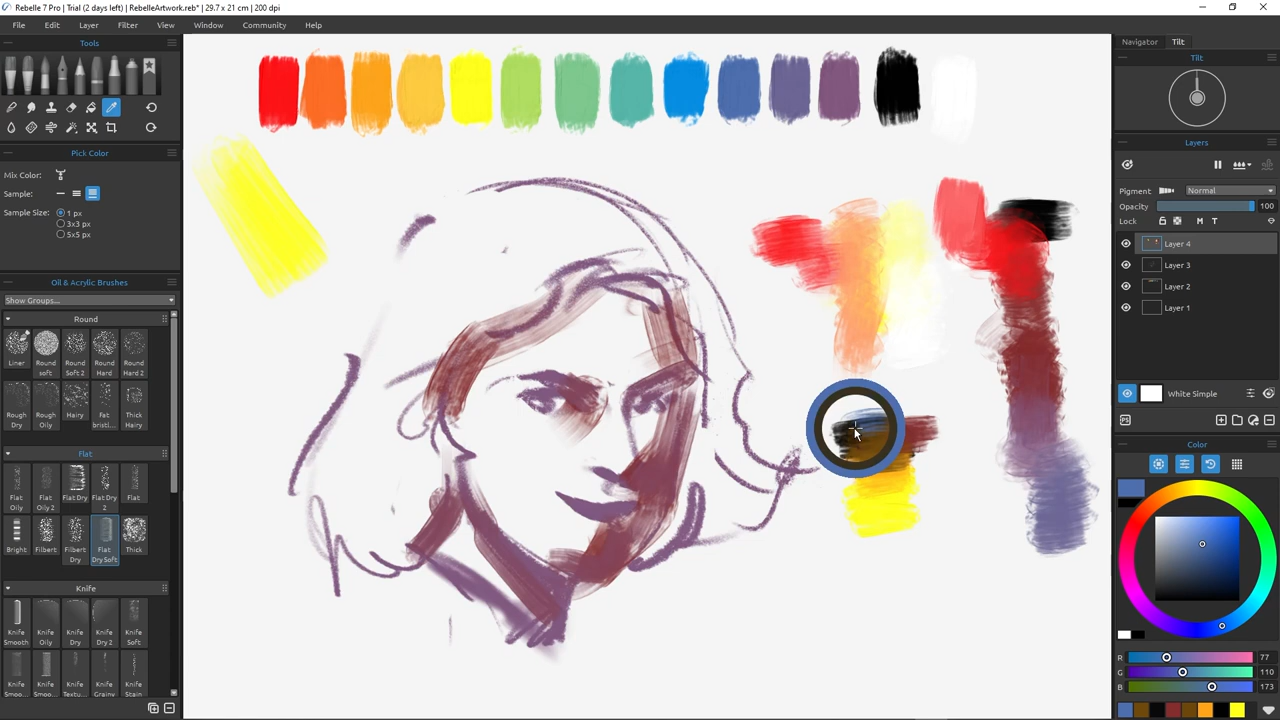 Rebelle 7 Pro | Trial (2 days left) | RebelleArtwork.reb* | 29.7 x 21 cm | 200 dpi
File Edit Layer Filter View Window Community Help
Tools
Pick Color
Mix Color:
Sample:
Sample Size: 1 px
3x3 px
5x5 px
Oil & Acrylic Brushes
Show Groups...
Round
Liner Round soft Round Soft 2 Round Hard Round Hard 2
Rough Dry Rough Oily Hairy Fat bristl... Thick Hairy
Flat
Flat Oily Flat Oily 2 Flat Dry Flat Dry 2 Flat
Bright Filbert Filbert Dry Flat Dry Soft Thick
Knife
Knife Smooth Knife Oily Knife Dry Knife Dry 2 Knife Soft
Knife Smoo... Knife Smoo... Knife Textu... Knife Grainy Knife Stain
Navigator Tilt
Tilt
Layers
Pigment Normal
Opacity 100
Lock M T
Layer 4
Layer 3
Layer 2
Layer 1
White Simple
Color
R 77
G 110
B 173